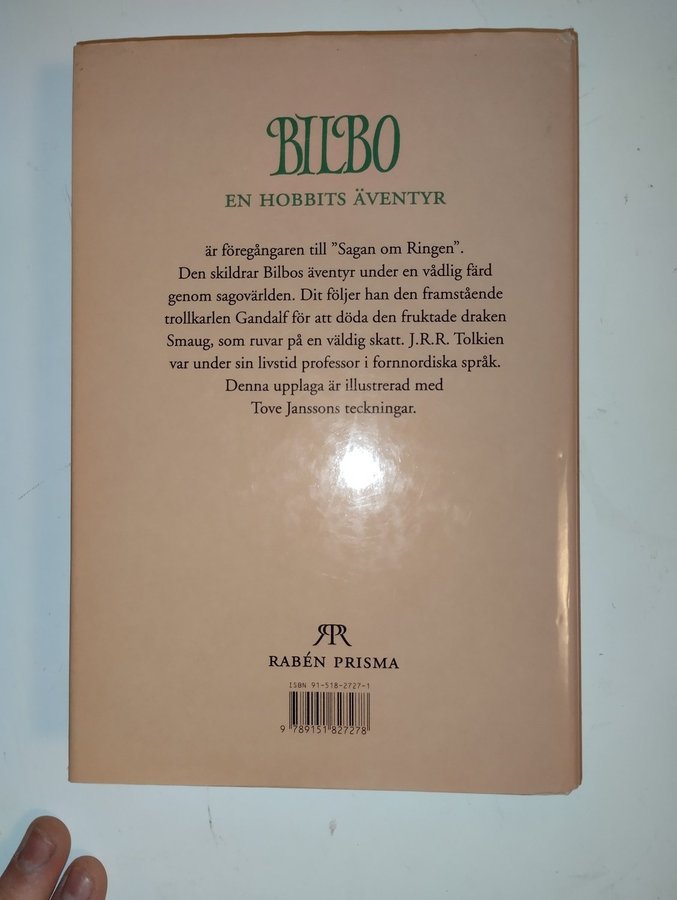 BILBO
EN HOBBITS ÄVENTYR
är föregångaren till ”Sagan om Ringen”.
Den skildrar Bilbos äventyr under en vådlig färd
genom sagovärlden. Dit följer han den framstående
trollkarlen Gandalf för att döda den fruktade draken
Smaug, som ruvar på en väldig skatt. J.R.R. Tolkien
var under sin livstid professor i fornnordiska språk.
Denna upplaga är illustrerad med
Tove Janssons teckningar.
RPR
RABÉN PRISMA
ISBN 91-518-2727-1
9 789151 827278